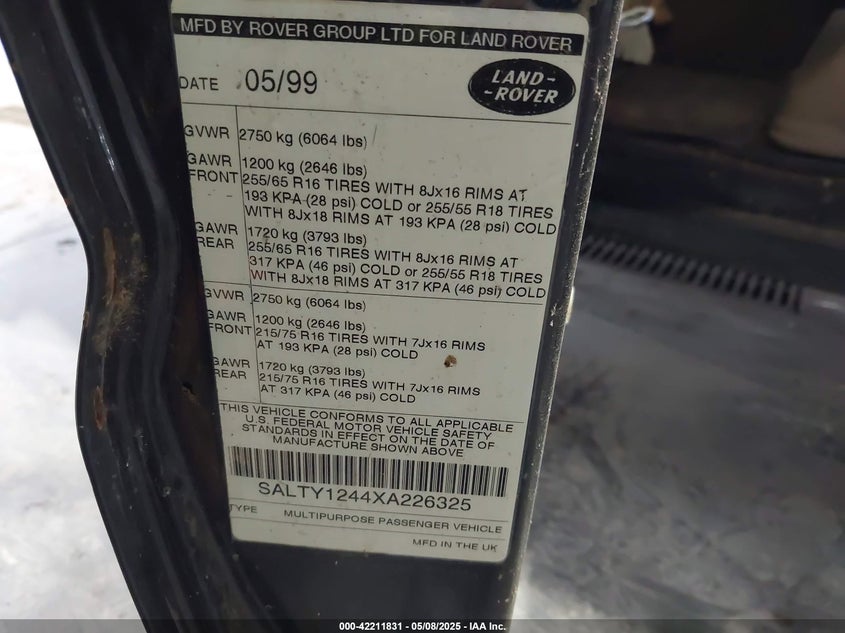 MFD BY ROVER GROUP LTD FOR LAND ROVER
DATE 05/99
LAND-
-ROVER
GVWR 2750 kg (6064 lbs)
GAWR 1200 kg (2646 lbs)
FRONT 255/65 R16 TIRES WITH 8Jx16 RIMS AT
193 KPA (28 psi) COLD or 255/55 R18 TIRES
WITH 8Jx18 RIMS AT 193 KPA (28 psi) COLD
GAWR 1720 kg (3793 lbs)
REAR 255/65 R16 TIRES WITH 8Jx16 RIMS AT
317 KPA (46 psi) COLD or 255/55 R18 TIRES
WITH 8Jx18 RIMS AT 317 KPA (46 psi) COLD
GVWR 2750 kg (6064 lbs)
GAWR 1200 kg (2646 lbs)
FRONT 215/75 R16 TIRES WITH 7Jx16 RIMS
AT 193 KPA (28 psi) COLD
GAWR 1720 kg (3793 lbs)
REAR 215/75 R16 TIRES WITH 7Jx16 RIMS
AT 317 KPA (46 psi) COLD
THIS VEHICLE CONFORMS TO ALL APPLICABLE
U.S. FEDERAL MOTOR VEHICLE SAFETY
STANDARDS IN EFFECT ON THE DATE OF
MANUFACTURE SHOWN ABOVE
SALTY1244XA226325
TYPE MULTIPURPOSE PASSENGER VEHICLE
MFD IN THE UK
000-42211831 - 05/08/2025 - IAA Inc.